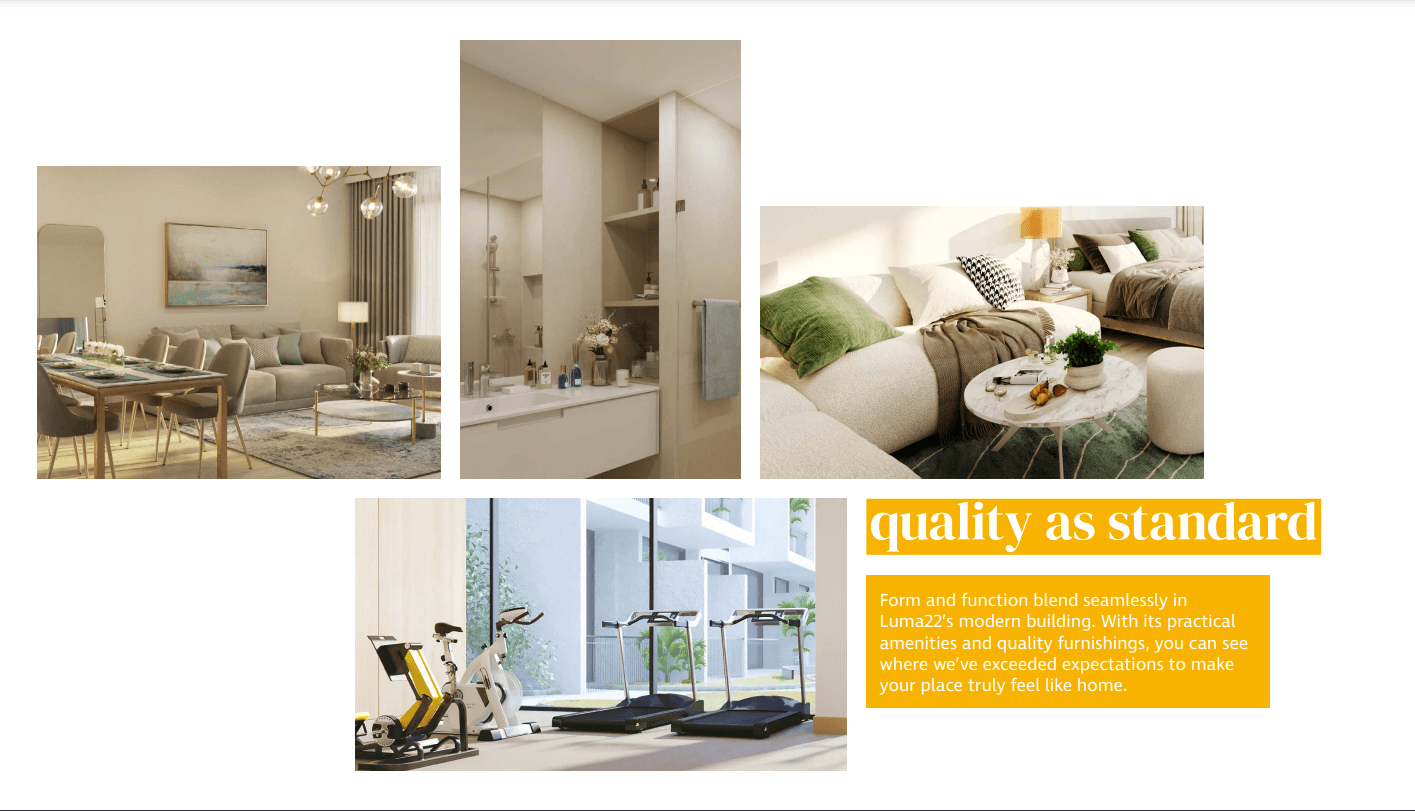 quality as standard
Form and function blend seamlessly in
Luma22’s modern building. With its practical
amenities and quality furnishings, you can see
where we’ve exceeded expectations to make
your place truly feel like home.